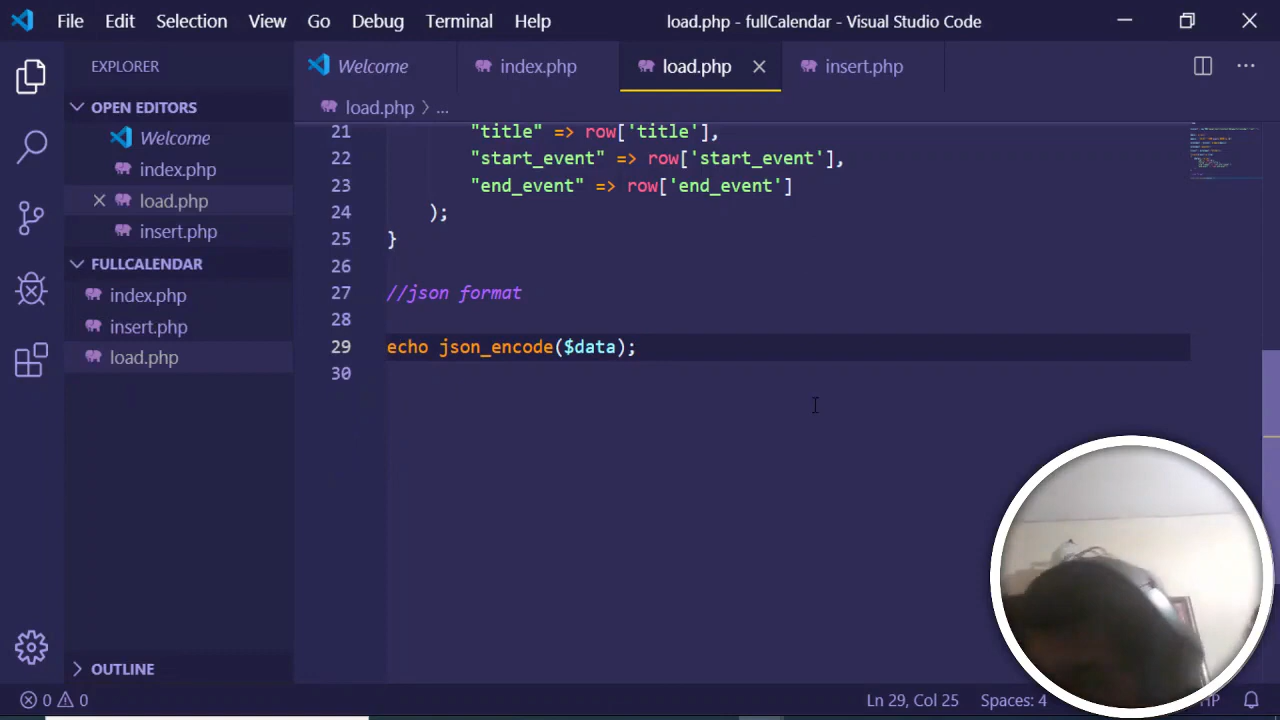 File Edit Selection View Go Debug Terminal Help load.php - fullCalendar - Visual Studio Code
EXPLORER
Welcome index.php load.php insert.php
OPEN EDITORS
Welcome
index.php
load.php
insert.php
FULLCALENDAR
index.php
insert.php
load.php
OUTLINE
load.php > ...
21 "title" => row['title'],
22 "start_event" => row['start_event'],
23 "end_event" => row['end_event']
24 );
25 }
26
27 //json format
28
29 echo json_encode($data);
30
0 0 Ln 29, Col 25 Spaces: 4 HP